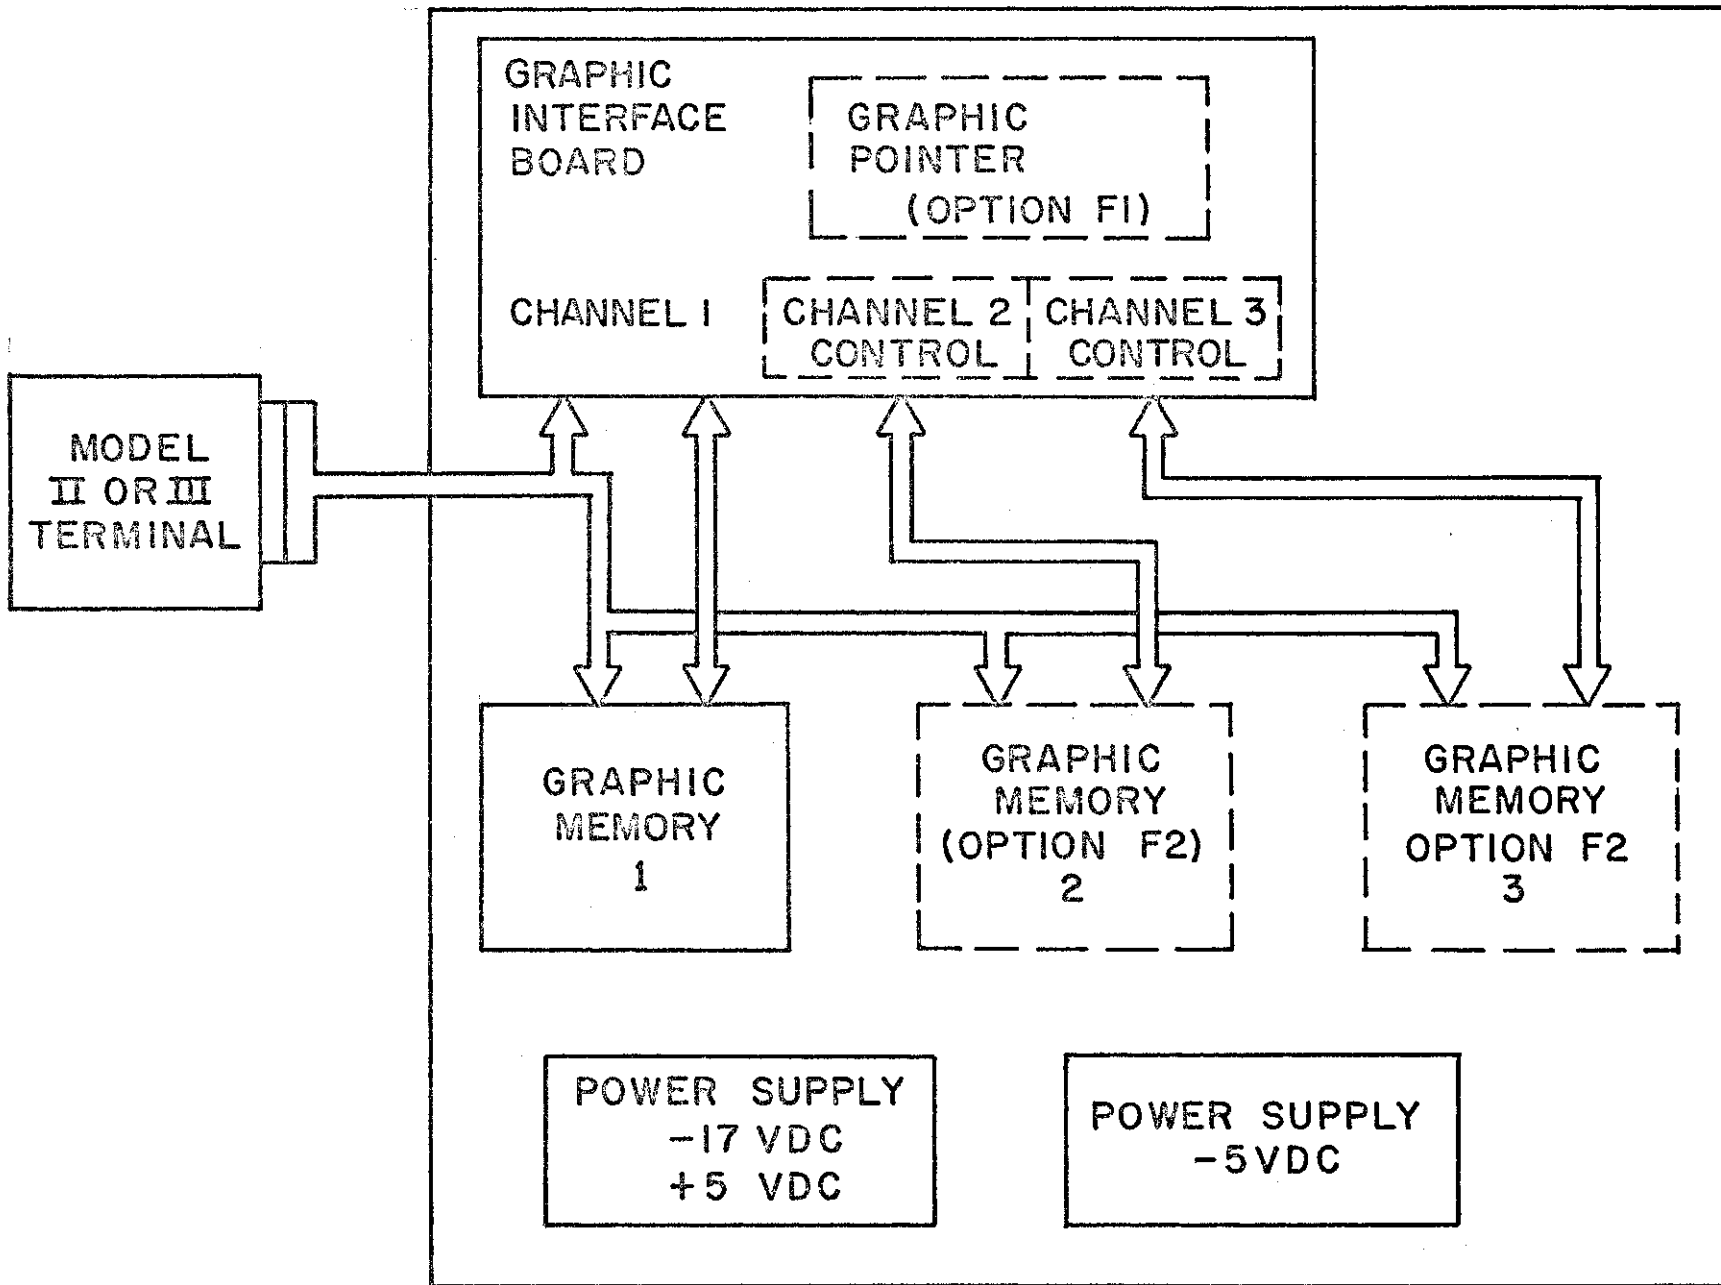 GRAPHIC
INTERFACE
BOARD
GRAPHIC
POINTER
(OPTION F1)
CHANNEL 1
CHANNEL 2
CONTROL
CHANNEL 3
CONTROL
MODEL
II OR III
TERMINAL
GRAPHIC
MEMORY
1
GRAPHIC
MEMORY
(OPTION F2)
2
GRAPHIC
MEMORY
OPTION F2
3
POWER SUPPLY
-17 VDC
+5 VDC
POWER SUPPLY
-5VDC